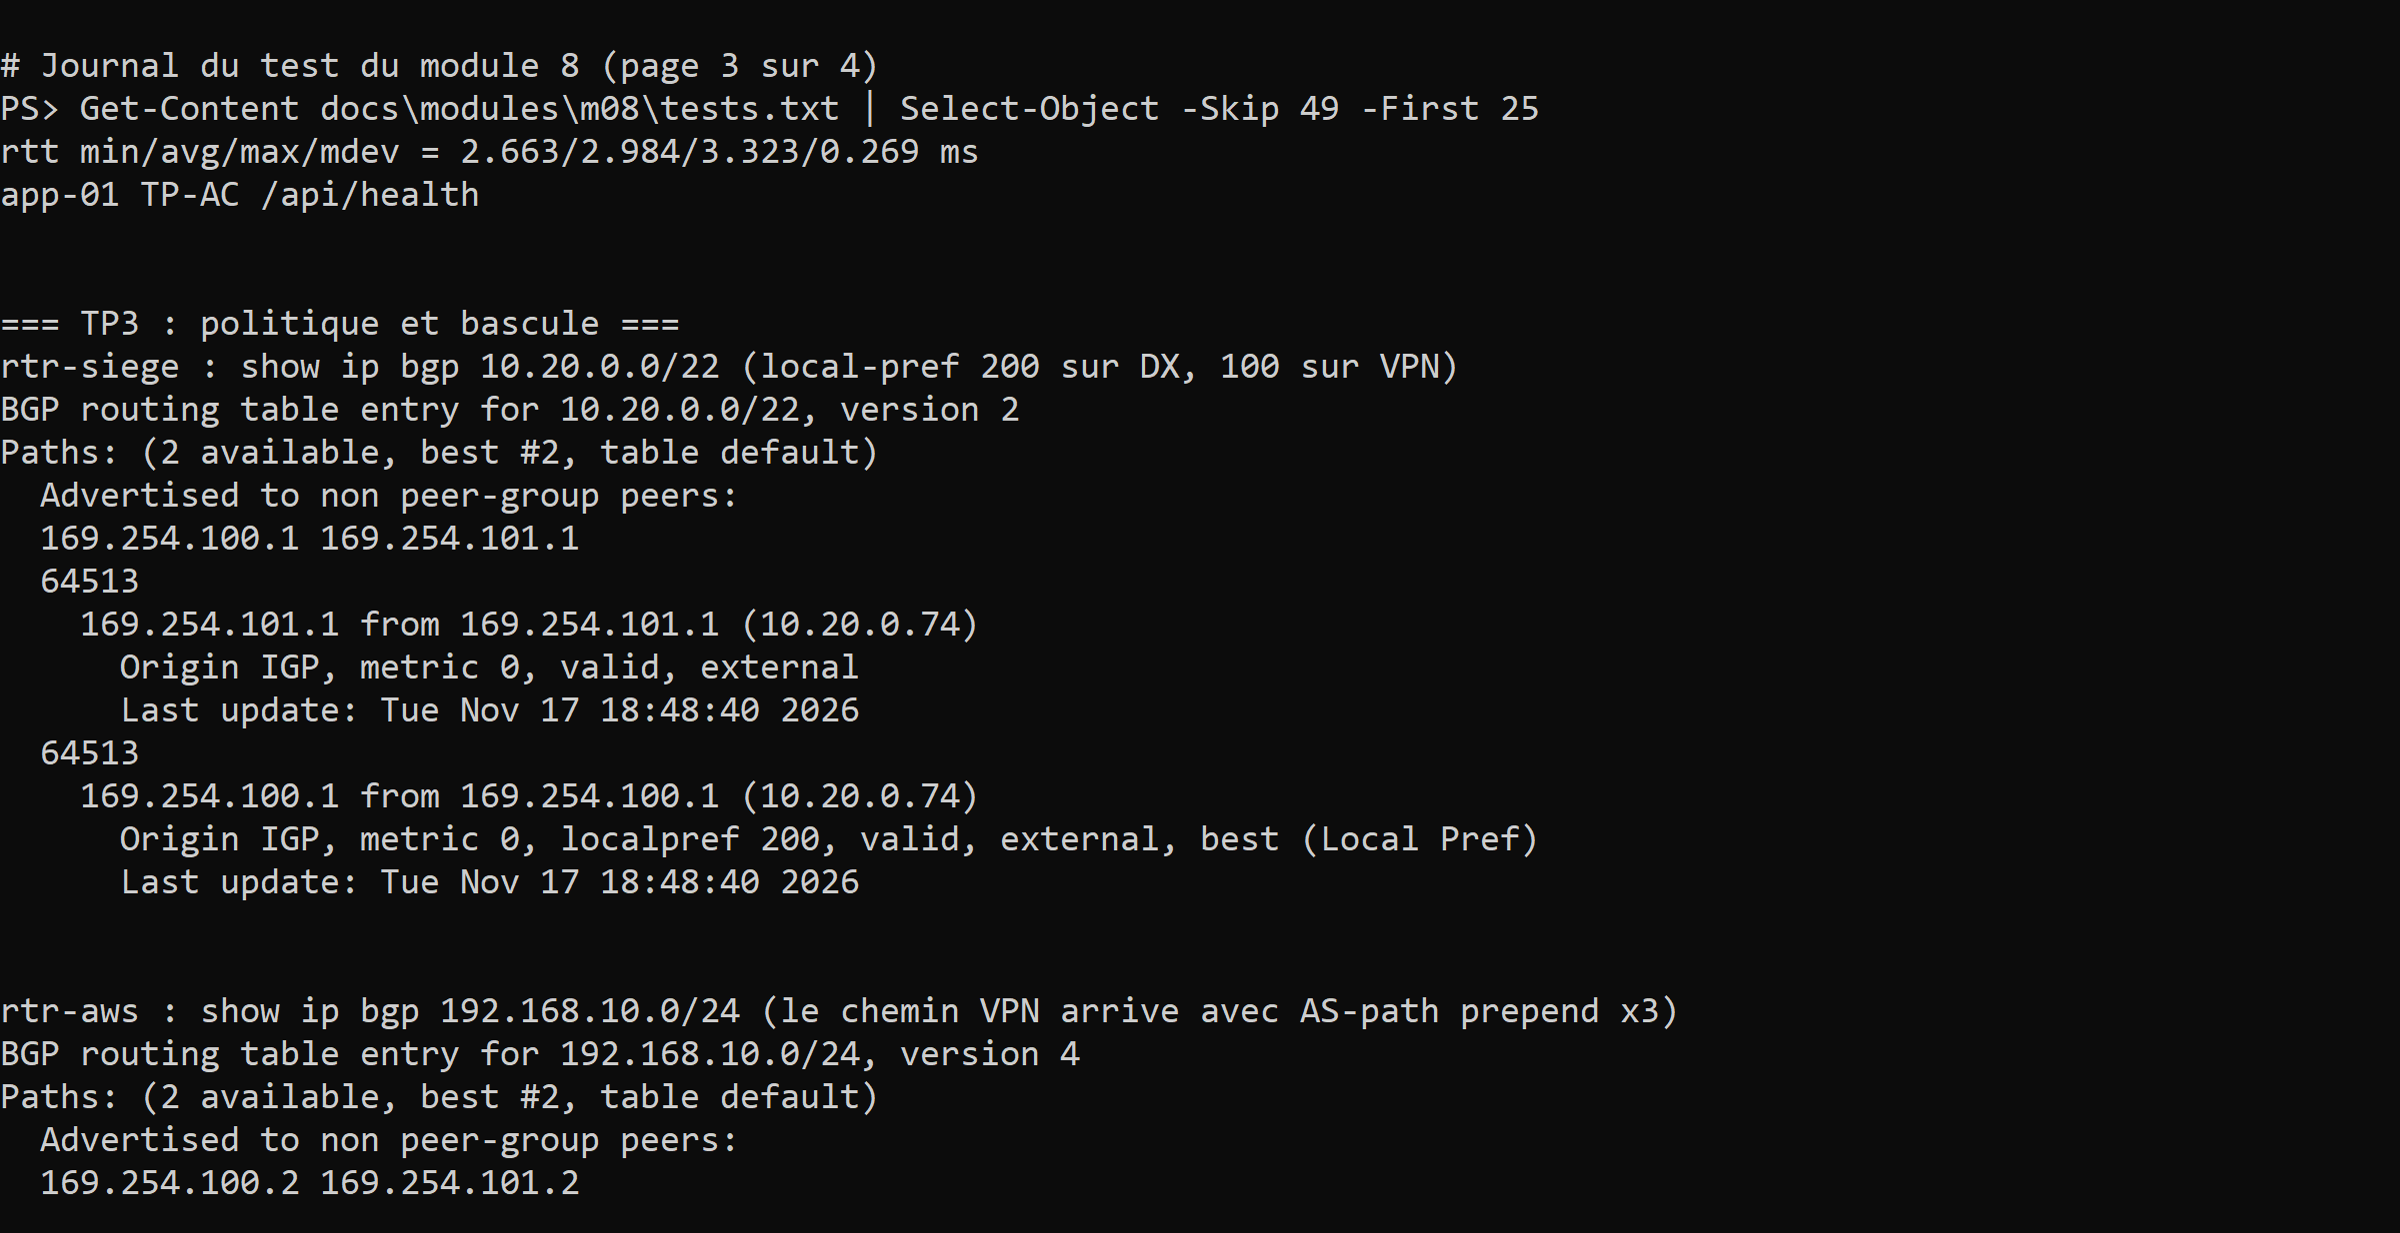 # Journal du test du module 8 (page 3 sur 4)
PS> Get-Content docs\modules\m08\tests.txt | Select-Object -Skip 49 -First 25
rtt min/avg/max/mdev = 2.663/2.984/3.323/0.269 ms
app-01 TP-AC /api/health
=== TP3 : politique et bascule ===
rtr-siege : show ip bgp 10.20.0.0/22 (local-pref 200 sur DX, 100 sur VPN)
BGP routing table entry for 10.20.0.0/22, version 2
Paths: (2 available, best #2, table default)
  Advertised to non peer-group peers:
  169.254.100.1 169.254.101.1
  64513
    169.254.101.1 from 169.254.101.1 (10.20.0.74)
      Origin IGP, metric 0, valid, external
      Last update: Tue Nov 17 18:48:40 2026
  64513
    169.254.100.1 from 169.254.100.1 (10.20.0.74)
      Origin IGP, metric 0, localpref 200, valid, external, best (Local Pref)
      Last update: Tue Nov 17 18:48:40 2026
rtr-aws : show ip bgp 192.168.10.0/24 (le chemin VPN arrive avec AS-path prepend x3)
BGP routing table entry for 192.168.10.0/24, version 4
Paths: (2 available, best #2, table default)
  Advertised to non peer-group peers:
  169.254.100.2 169.254.101.2